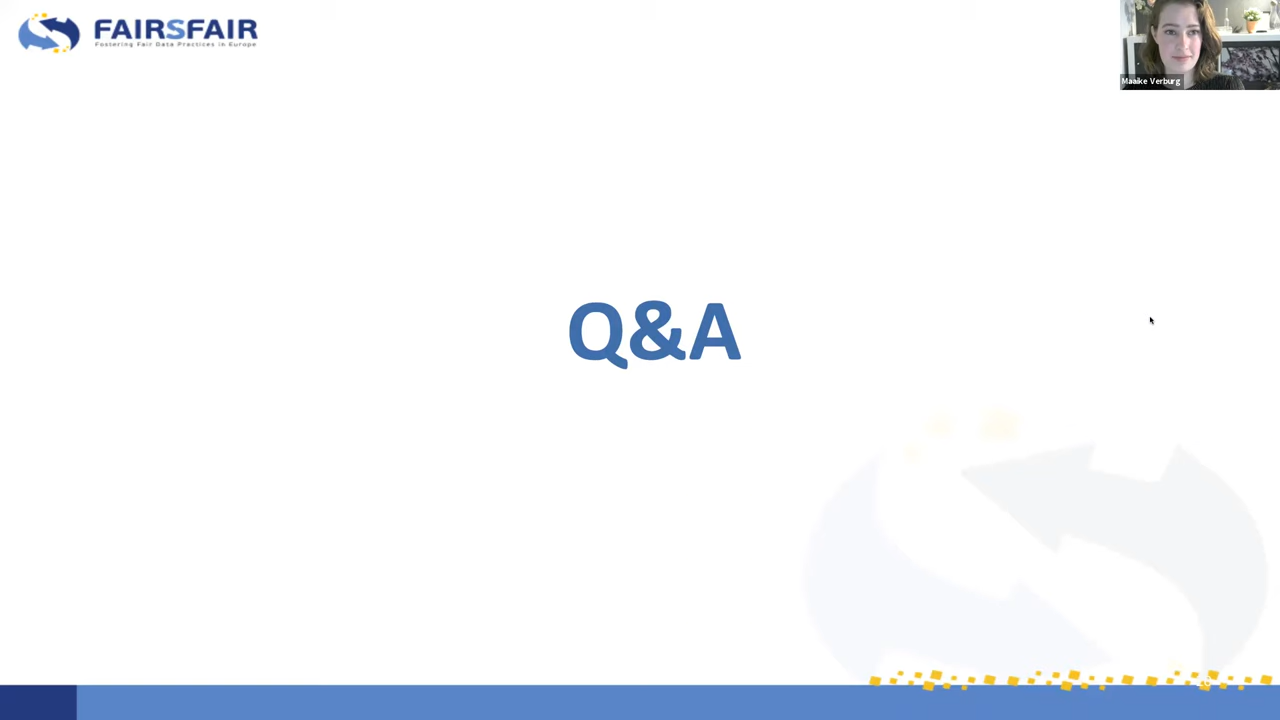 FAIRSFAIR
Fostering Fair Data Practices in Europe
Maaike Verburg
Q&A